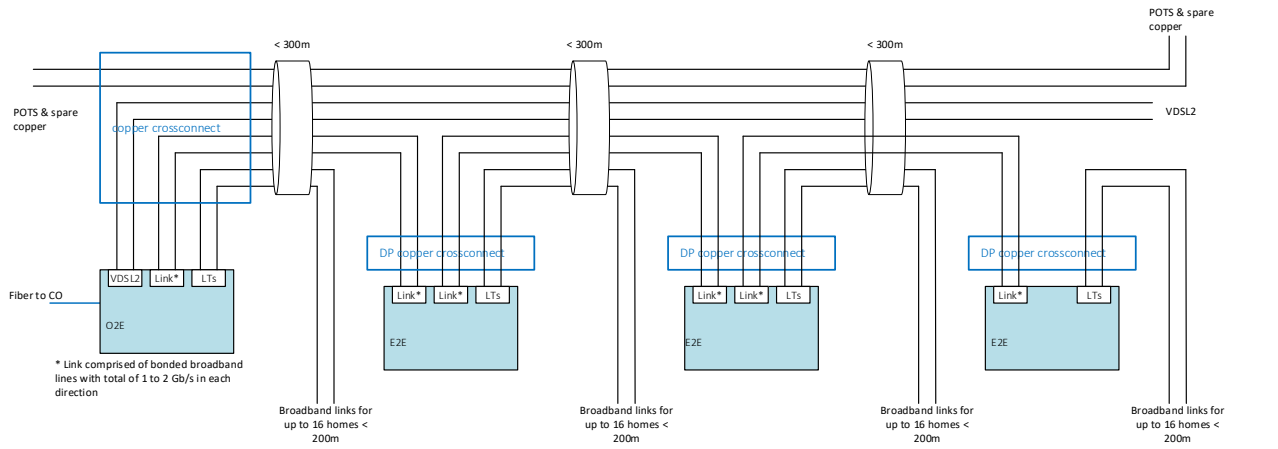 POTS & spare
copper
< 300m
< 300m
< 300m
POTS & spare
copper
copper crossconnect
VDSL2
DP copper crossconnect
DP copper crossconnect
DP copper crossconnect
VDSL2
Link*
LTs
Link*
Link*
LTs
Link*
Link*
LTs
Link*
LTs
Fiber to CO
O2E
E2E
E2E
E2E
* Link comprised of bonded broadband
lines with total of 1 to 2 Gb/s in each
direction
Broadband links for
up to 16 homes <
200m
Broadband links for
up to 16 homes <
200m
Broadband links for
up to 16 homes <
200m
Broadband links for
up to 16 homes <
200m